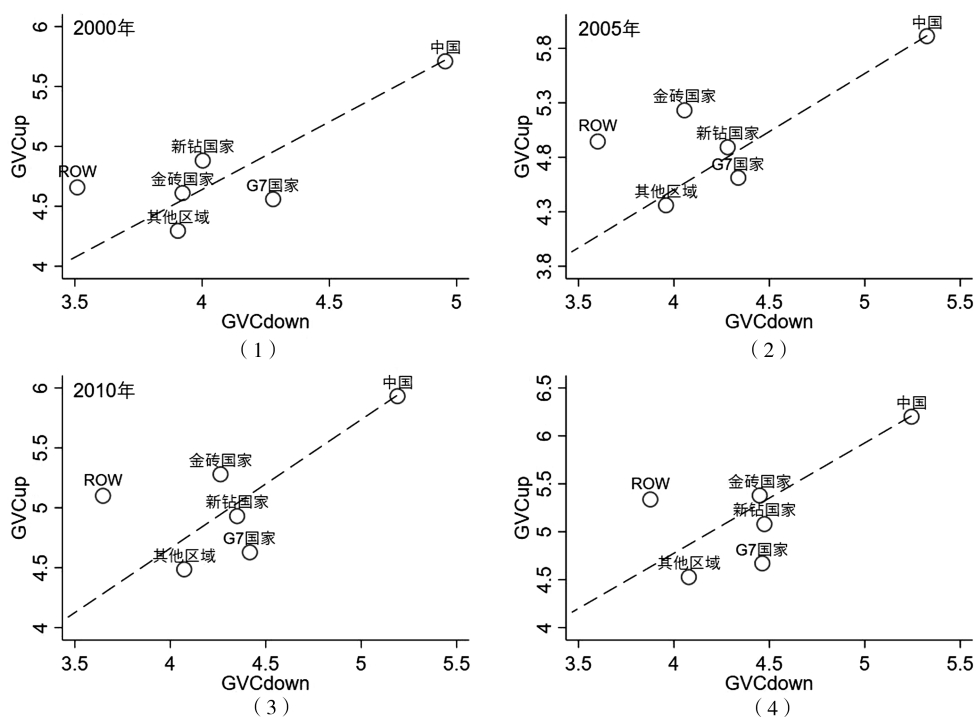 2000年
GVCup
6
5.5
5
4.5
4
中国
新钻国家
ROW
金砖国家
G7国家
其他区域
3.5 4 4.5 5
GVCdown
（1）
2005年
GVCup
5.8
5.3
4.8
4.3
3.8
中国
金砖国家
ROW
新钻国家
G7国家
其他区域
3.5 4 4.5 5 5.5
GVCdown
（2）
2010年
GVCup
6
5.5
5
4.5
4
中国
金砖国家
ROW
新钻国家
G7国家
其他区域
3.5 4 4.5 5 5.5
GVCdown
（3）
GVCup
6.5
6
5.5
5
4.5
4
中国
金砖国家
ROW
新钻国家
G7国家
其他区域
3.5 4 4.5 5 5.5
GVCdown
（4）